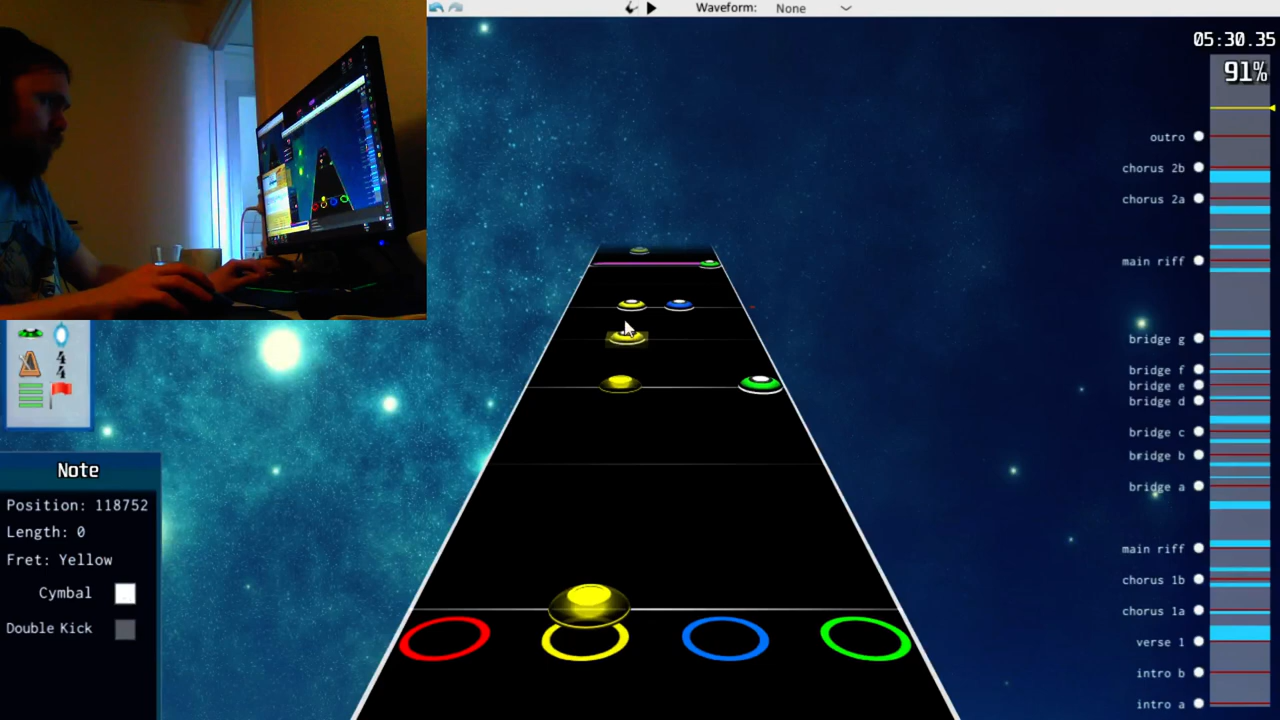 Waveform: None
05:30.35
91%
outro
chorus 2b
chorus 2a
main riff
bridge g
bridge f
bridge e
bridge d
bridge c
bridge b
bridge a
main riff
chorus 1b
chorus 1a
verse 1
intro b
intro a
4
4
Note
Position: 118752
Length: 0
Fret: Yellow
Cymbal
Double Kick